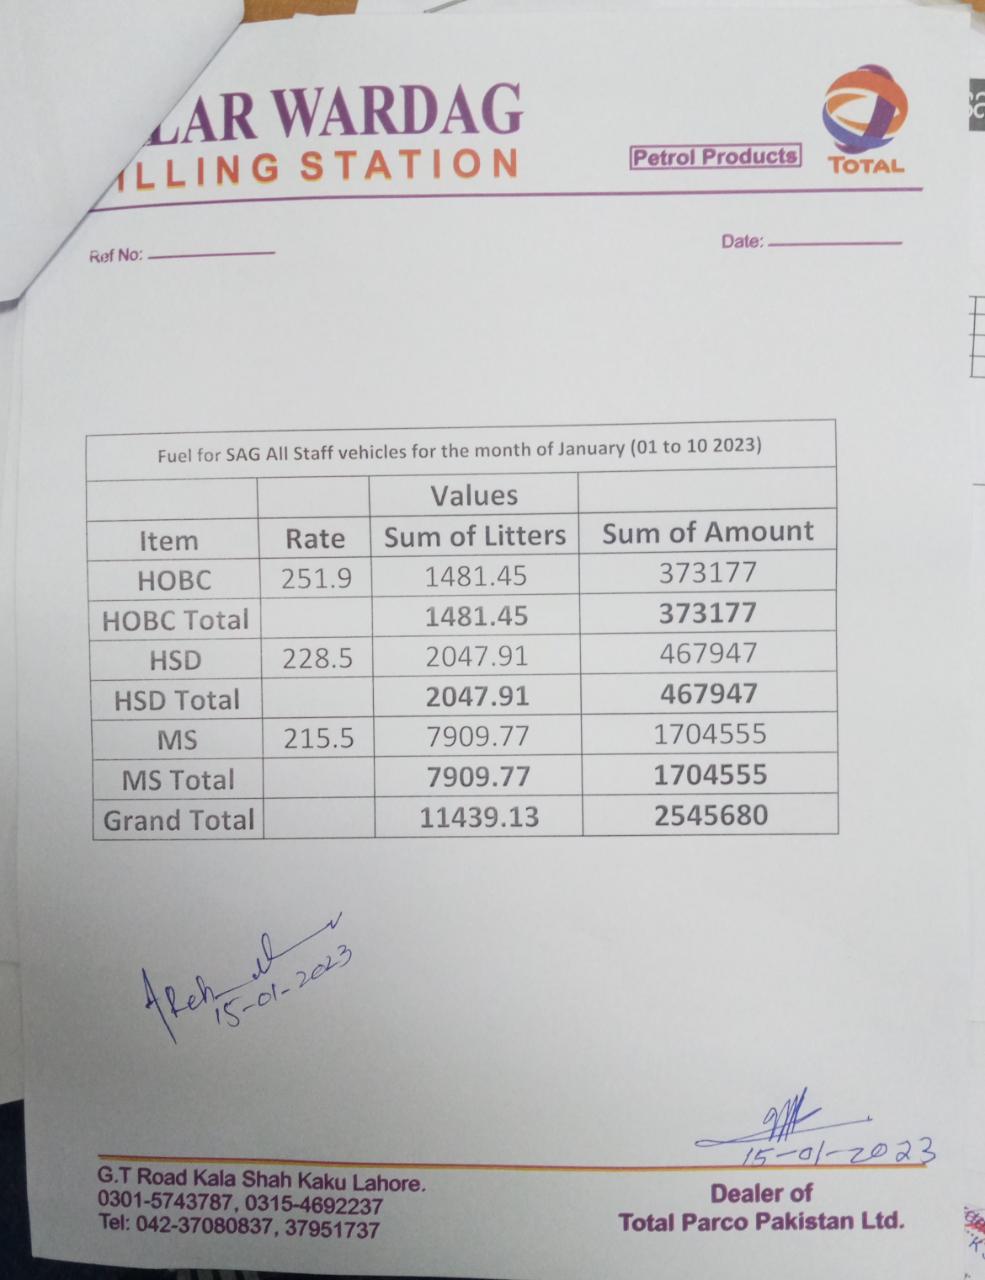 LAR WARDAG
ILLING STATION
Petrol Products
TOTAL
Ref No:
Date:
Fuel for SAG All Staff vehicles for the month of January (01 to 10 2023)
Values
Item Rate Sum of Litters Sum of Amount
HOBC 251.9 1481.45 373177
HOBC Total 1481.45 373177
HSD 228.5 2047.91 467947
HSD Total 2047.91 467947
MS 215.5 7909.77 1704555
MS Total 7909.77 1704555
Grand Total 11439.13 2545680
15-01-2023
15-01-2023
G.T Road Kala Shah Kaku Lahore.
0301-5743787, 0315-4692237
Tel: 042-37080837, 37951737
Dealer of
Total Parco Pakistan Ltd.